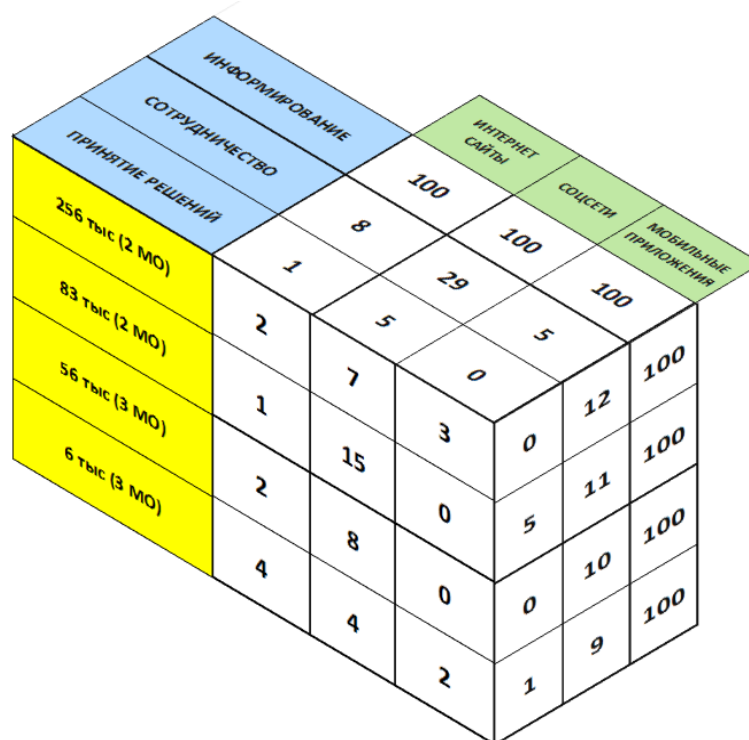 ИНФОРМИРОВАНИЕ
СОТРУДНИЧЕСТВО
ПРИНЯТИЕ РЕШЕНИЙ
ИНТЕРНЕТ
САЙТЫ
СОЦСЕТИ
МОБИЛЬНЫЕ
ПРИЛОЖЕНИЯ
100
100
100
8
29
5
1
5
0
256 тыс (2 МО)
83 тыс (2 МО)
56 тыс (3 МО)
6 тыс (3 МО)
2
7
3
1
15
0
2
8
0
4
4
2
0
12
100
5
11
100
0
10
100
1
9
100